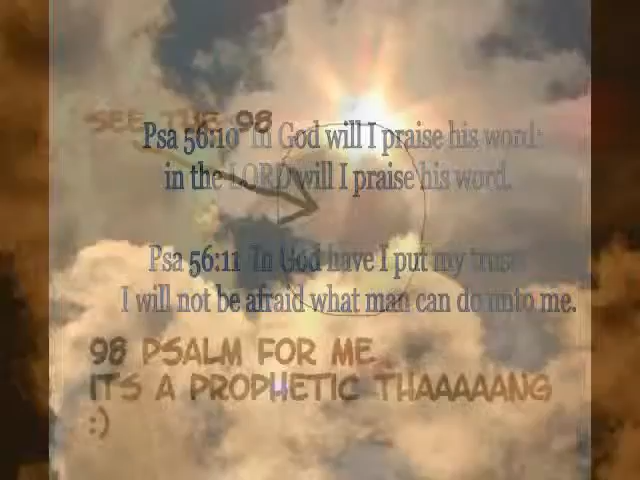 SEE THE 98
Psa 56:10 In God will I praise his word:
in the LORD will I praise his word.
Psa 56:11 In God have I put my trust:
I will not be afraid what man can do unto me.
98 PSALM FOR ME
ITS A PROPHETIC THAAAAANG
:)